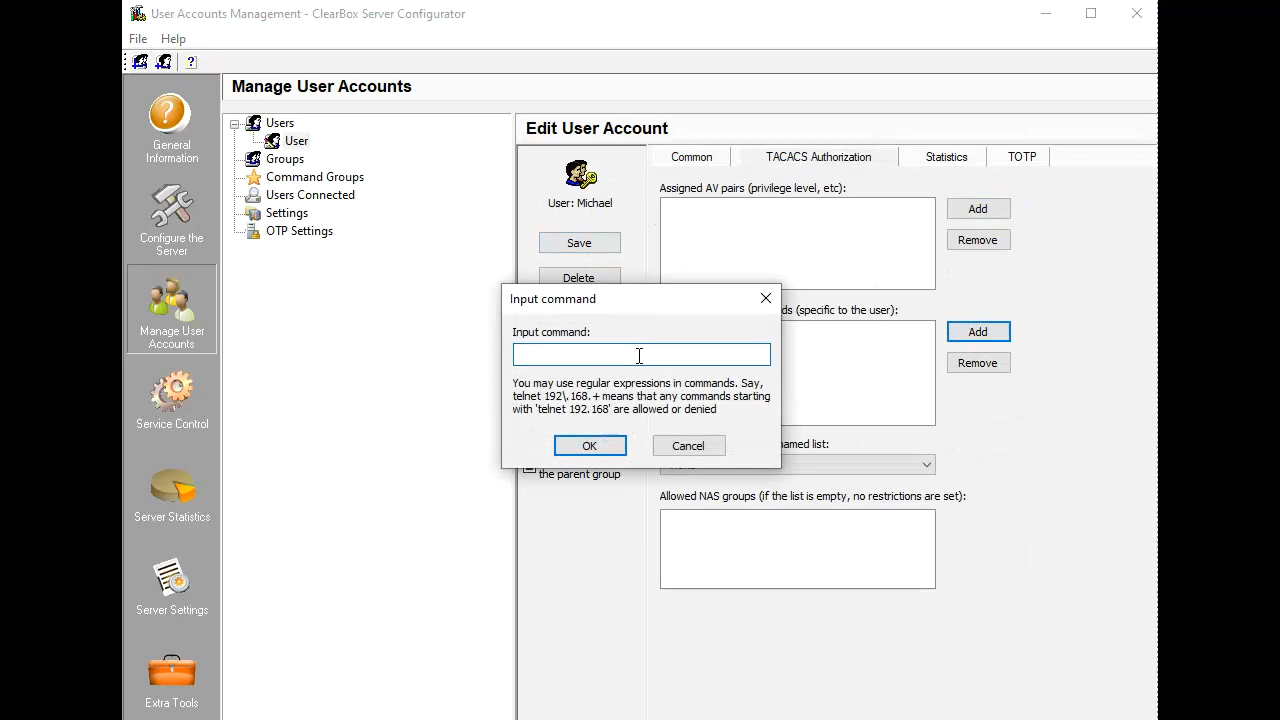 User Accounts Management - ClearBox Server Configurator
File Help
?
Manage User Accounts
General
Information
Configure the
Server
Manage User
Accounts
Service Control
Server Statistics
Server Settings
Extra Tools
Users
User
Groups
Command Groups
Users Connected
Settings
OTP Settings
Edit User Account
User: Michael
Save
Delete
the parent group
Common
TACACS Authorization
Statistics
TOTP
Assigned AV pairs (privilege level, etc):
Add
Remove
(specific to the user):
Add
Remove
named list:
Allowed NAS groups (if the list is empty, no restrictions are set):
Input command
Input command:
You may use regular expressions in commands. Say,
telnet 192\.168.+ means that any commands starting
with 'telnet 192.168' are allowed or denied
OK
Cancel